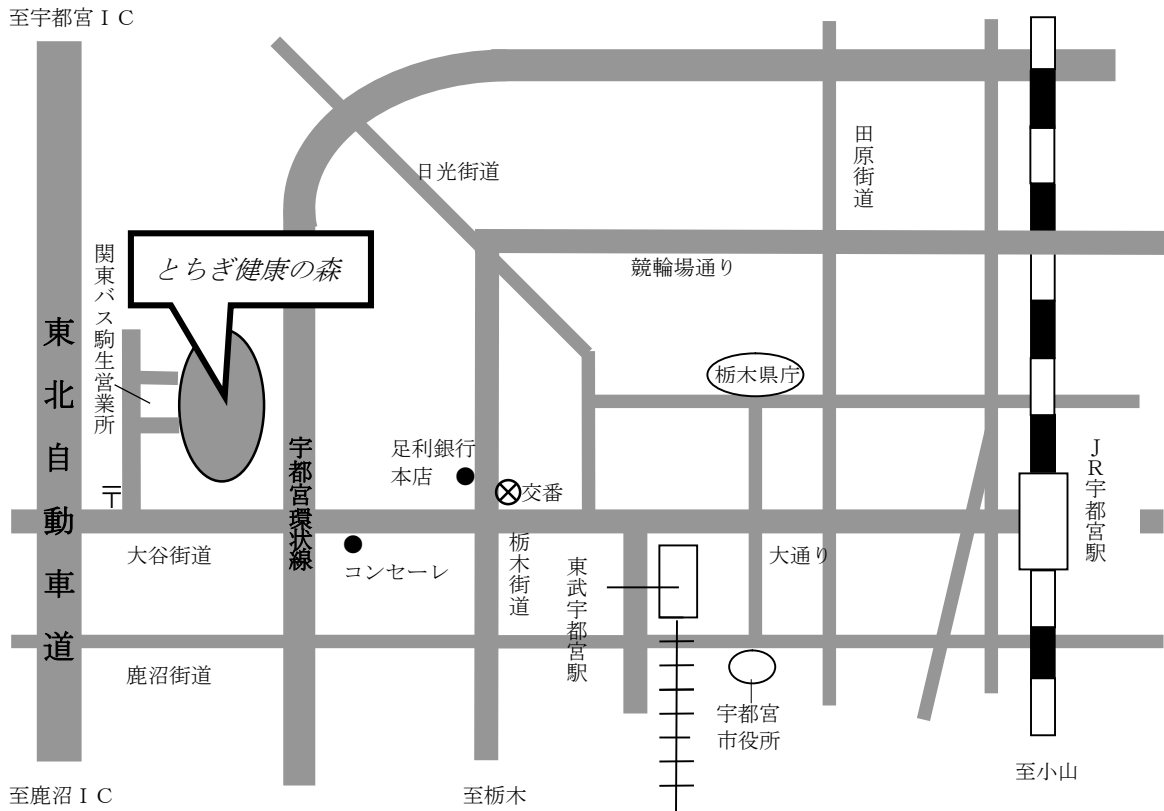 至宇都宮ＩＣ
日光街道
田原街道
関東バス駒生営業所
とちぎ健康の森
競輪場通り
東北自動車道
栃木県庁
宇都宮環状線
足利銀行
本店
交番
ＪＲ宇都宮駅
〒
大谷街道
コンセーレ
栃木街道
東武宇都宮駅
大通り
鹿沼街道
宇都宮
市役所
至鹿沼ＩＣ
至栃木
至小山